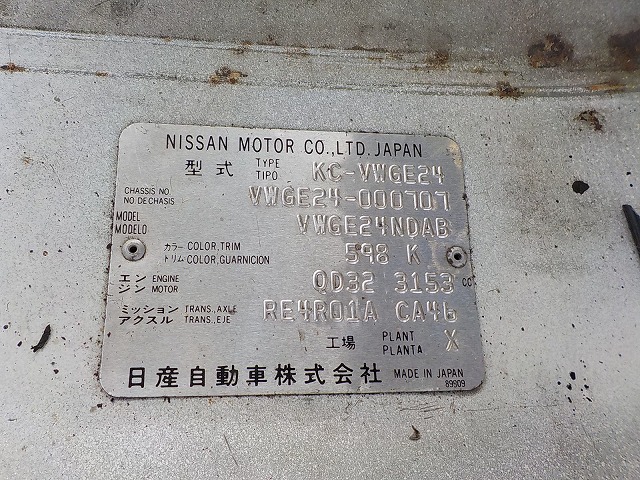 NISSAN MOTOR CO.,LTD. JAPAN
型式 TYPE TIPO KC-VWGE24
CHASSIS NO. NO. DE CHASIS VWGE24-000707
MODEL MODELO VWGE24NDAB
カラー COLOR,TRIM トリム COLOR,GUARNICION 598 K
エンジン ENGINE MOTOR QD32 3153 CC
ミッション TRANS.,AXLE アクスル TRANS.,EJE RE4R01A CA46
工場 PLANT PLANTA X
日産自動車株式会社 MADE IN JAPAN
89909